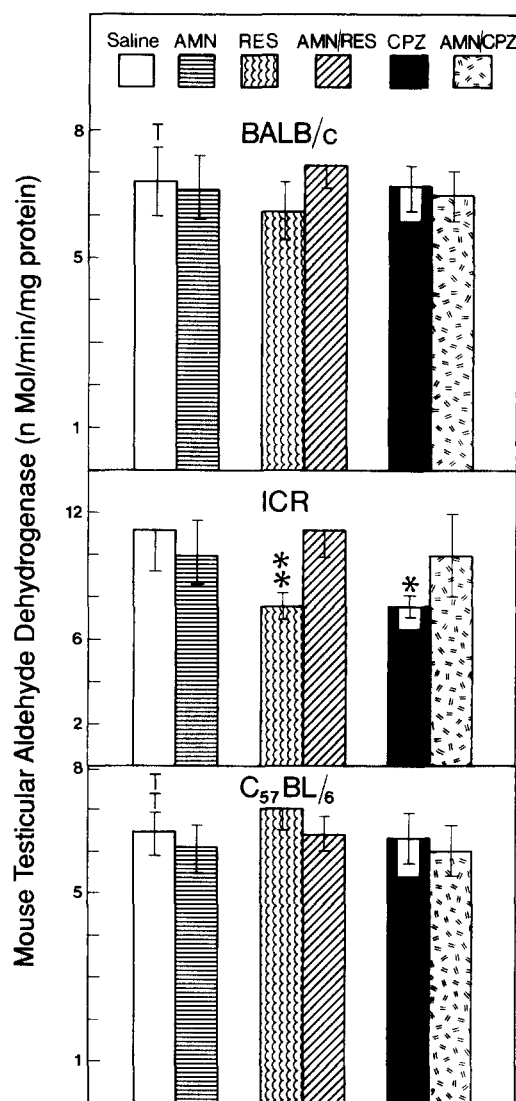 Saline AMN RES AMN/RES CPZ AMN/CPZ
Mouse Testicular Aldehyde Dehydrogenase (n Mol/min/mg protein)
BALB/c
8
5
1
ICR
12
6
2
**
*
C57BL/6
8
5
1